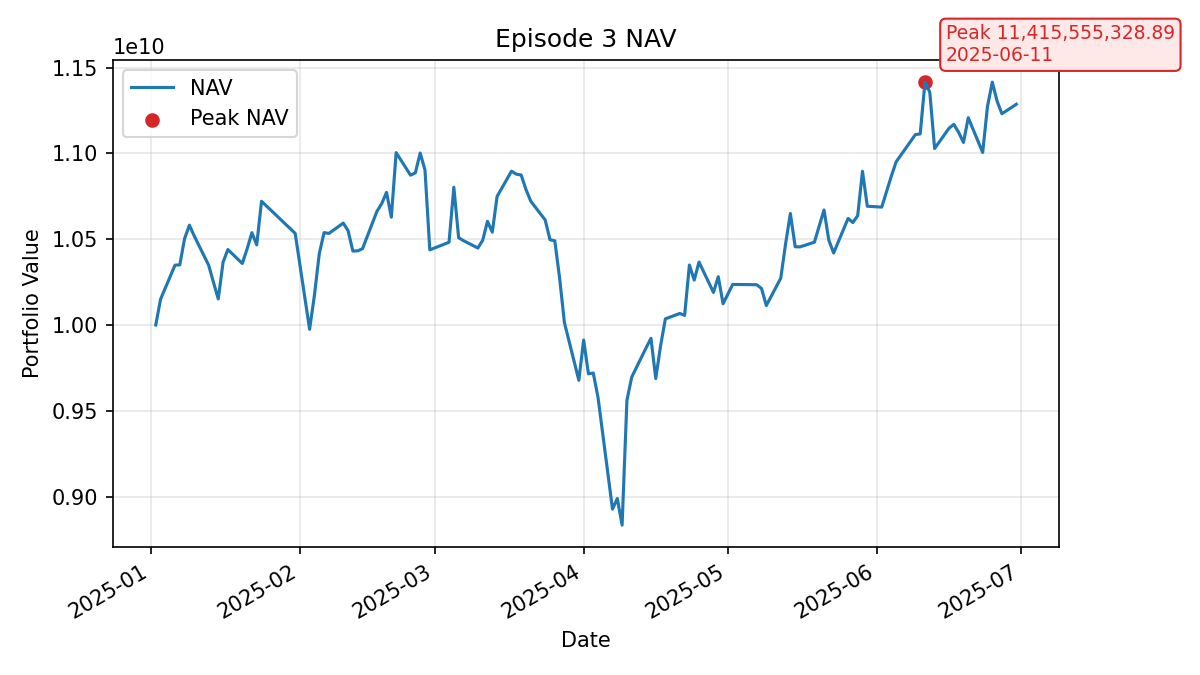 Episode 3 NAV
Peak 11,415,555,328.89
2025-06-11
1e10
NAV
Peak NAV
Portfolio Value
1.15
1.10
1.05
1.00
0.95
0.90
2025-01
2025-02
2025-03
2025-04
2025-05
2025-06
2025-07
Date